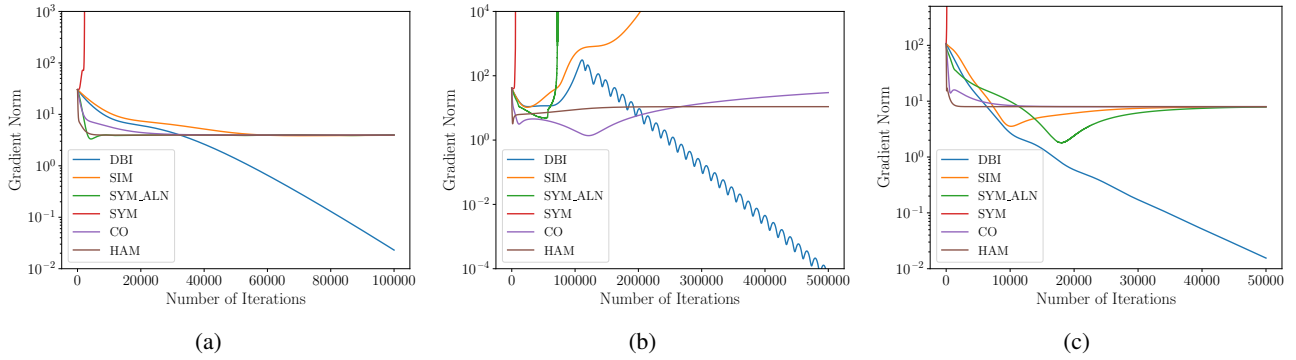 10^3
10^2
10^1
10^0
10^−1
10^−2
Gradient Norm
DBI
SIM
SYM_ALN
SYM
CO
HAM
0 20000 40000 60000 80000 100000
Number of Iterations
(a)
10^4
10^2
10^0
10^−2
10^−4
Gradient Norm
DBI
SIM
SYM_ALN
SYM
CO
HAM
0 100000 200000 300000 400000 500000
Number of Iterations
(b)
10^2
10^1
10^0
10^−1
10^−2
Gradient Norm
DBI
SIM
SYM_ALN
SYM
CO
HAM
0 10000 20000 30000 40000 50000
Number of Iterations
(c)